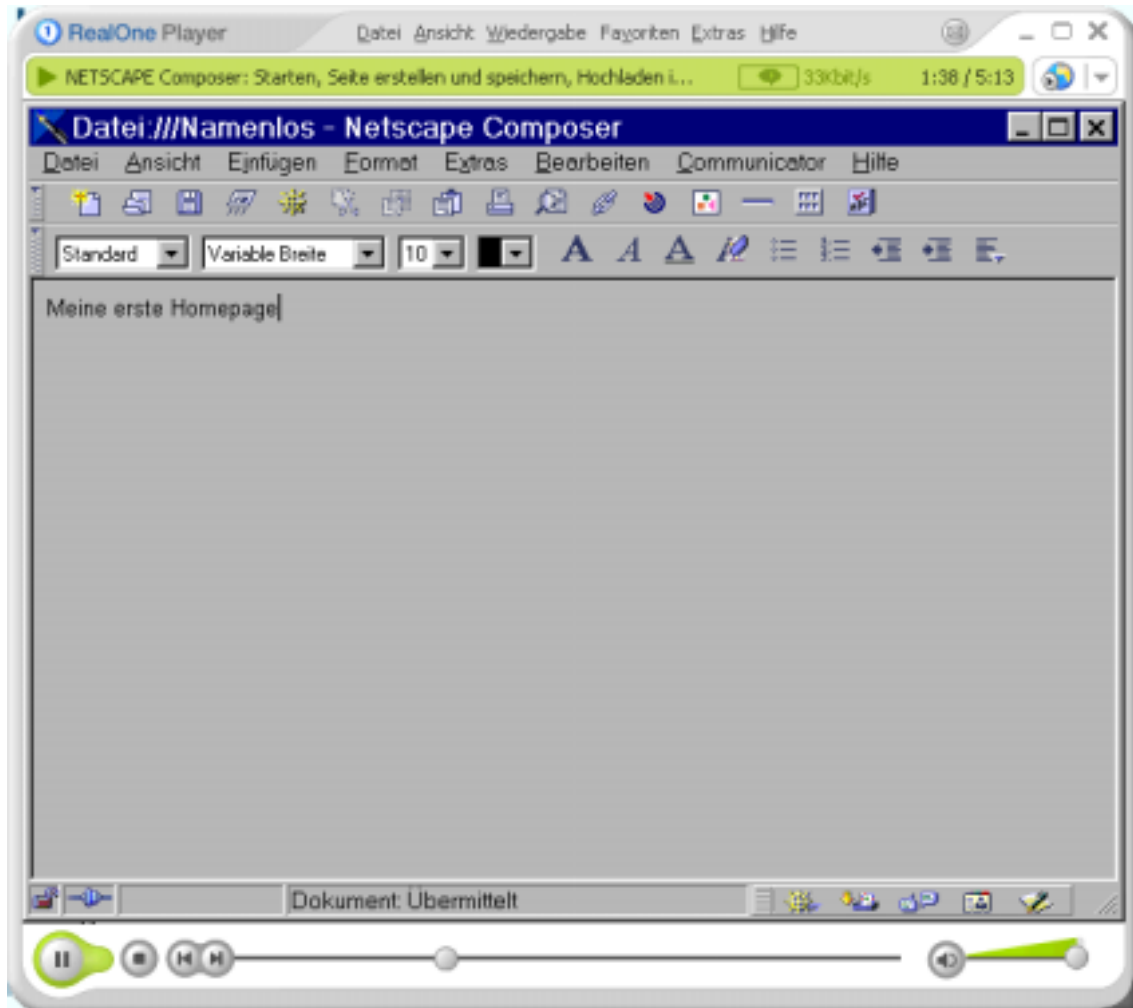 RealOne Player Datei Ansicht Wiedergabe Favoriten Extras Hilfe
NETSCAPE Composer: Starten, Seite erstellen und speichern, Hochladen i... 33Kbit/s 1:38 / 5:13
Datei:///Namenlos - Netscape Composer
Datei Ansicht Einfügen Format Extras Bearbeiten Communicator Hilfe
Standard Variable Breite 10 A A A
Meine erste Homepage
Dokument: Übermittelt